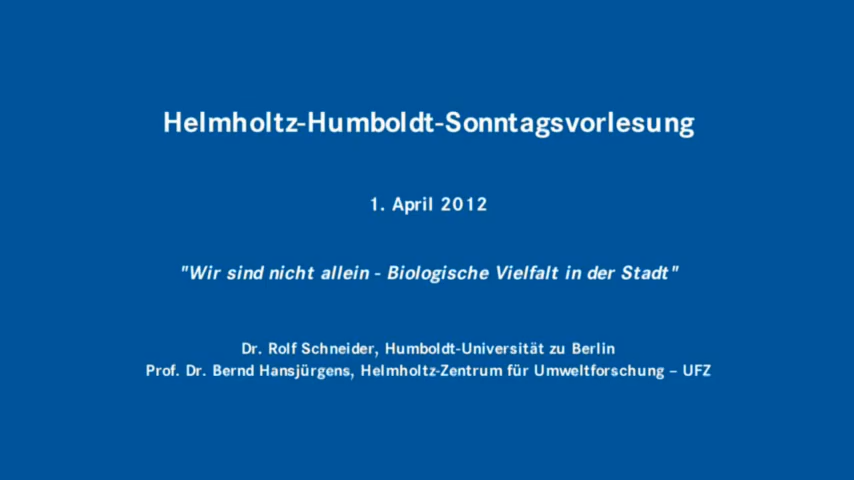 Helmholtz-Humboldt-Sonntagsvorlesung
1. April 2012
"Wir sind nicht allein - Biologische Vielfalt in der Stadt"
Dr. Rolf Schneider, Humboldt-Universität zu Berlin
Prof. Dr. Bernd Hansjürgens, Helmholtz-Zentrum für Umweltforschung – UFZ